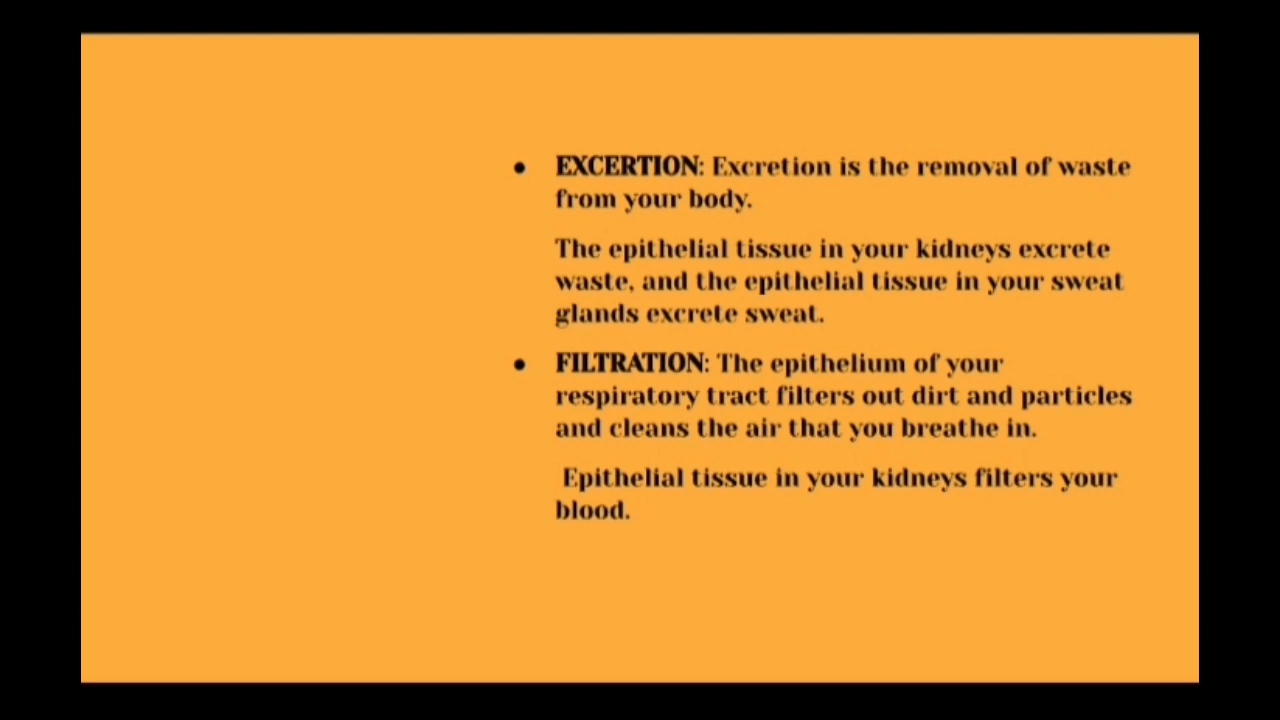 • EXCERTION: Excretion is the removal of waste
from your body.
The epithelial tissue in your kidneys excrete
waste, and the epithelial tissue in your sweat
glands excrete sweat.
• FILTRATION: The epithelium of your
respiratory tract filters out dirt and particles
and cleans the air that you breathe in.
Epithelial tissue in your kidneys filters your
blood.